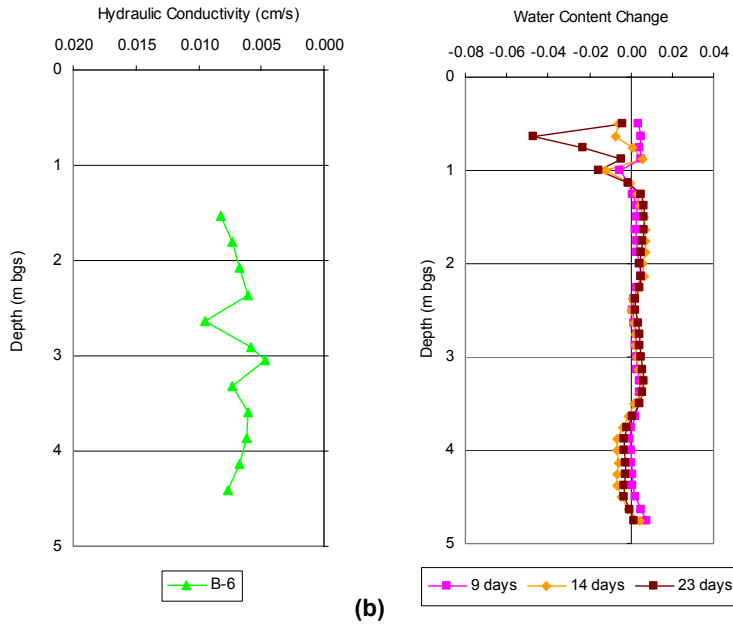 Hydraulic Conductivity (cm/s)
0.020 0.015 0.010 0.005 0.000
0
1
2
3
4
5
Depth (m bgs)
B-6
Water Content Change
-0.08 -0.06 -0.04 -0.02 0.00 0.02 0.04
0
1
2
3
4
5
Depth (m bgs)
9 days 14 days 23 days
(b)